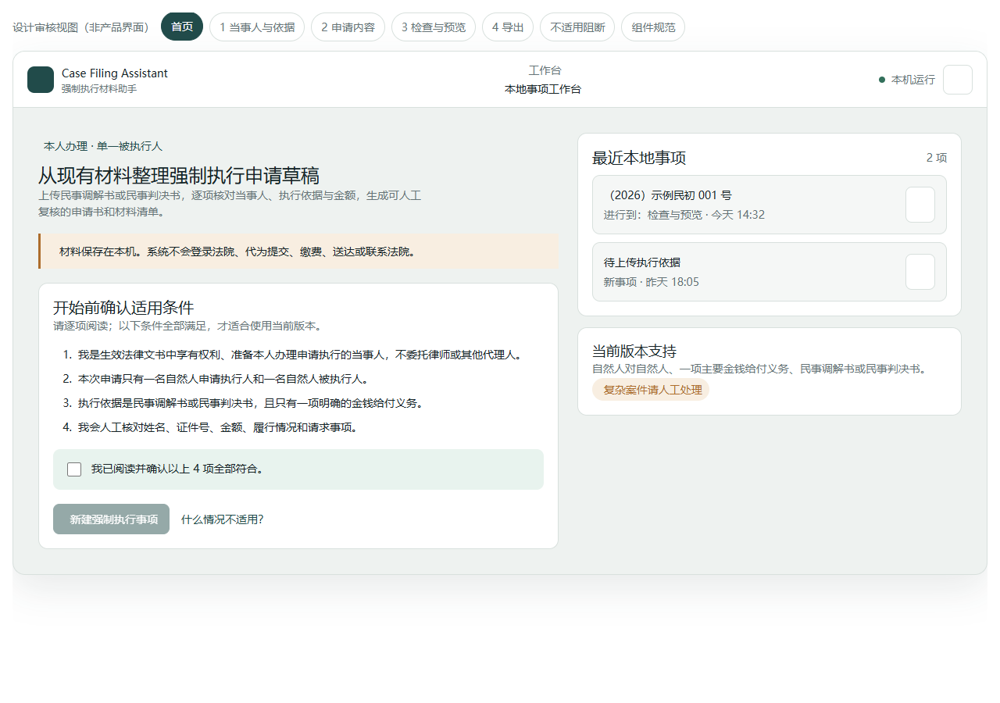 设计审核视图（非产品界面）
首页
1 当事人与依据
2 申请内容
3 检查与预览
4 导出
不适用阻断
组件规范
Case Filing Assistant
强制执行材料助手
工作台
本地事项工作台
本机运行
本人办理 · 单一被执行人
从现有材料整理强制执行申请草稿
上传民事调解书或民事判决书，逐项核对当事人、执行依据与金额，生成可人工
复核的申请书和材料清单。
材料保存在本机。系统不会登录法院、代为提交、缴费、送达或联系法院。
开始前确认适用条件
请逐项阅读；以下条件全部满足，才适合使用当前版本。
1. 我是生效法律文书中享有权利、准备本人办理申请执行的当事人，不委托律师或其他代理人。
2. 本次申请只有一名自然人申请执行人和一名自然人被执行人。
3. 执行依据是民事调解书或民事判决书，且只有一项明确的金钱给付义务。
4. 我会人工核对姓名、证件号、金额、履行情况和请求事项。
我已阅读并确认以上 4 项全部符合。
新建强制执行事项
什么情况不适用？
最近本地事项
2 项
（2026）示例民初 001 号
进行到：检查与预览 · 今天 14:32
待上传执行依据
新事项 · 昨天 18:05
当前版本支持
自然人对自然人、一项主要金钱给付义务、民事调解书或民事判决书。
复杂案件请人工处理